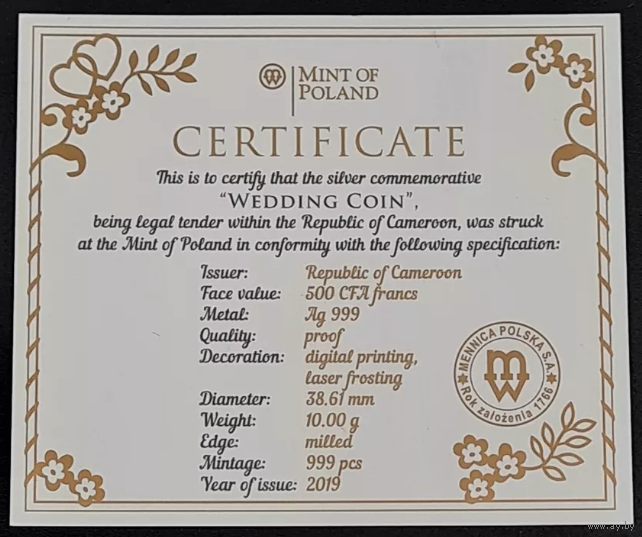 MINT OF
POLAND
CERTIFICATE
This is to certify that the silver commemorative
"WEDDING COIN",
being legal tender within the Republic of Cameroon, was struck
at the Mint of Poland in conformity with the following specification:
Issuer: Republic of Cameroon
Face value: 500 CFA francs
Metal: Ag 999
Quality: proof
Decoration: digital printing,
laser frosting
Diameter: 38.61 mm
Weight: 10.00 g
Edge: milled
Mintage: 999 pcs
Year of issue: 2019
MENNICA POLSKA S.A.
Rok założenia 1766
www.ay.by